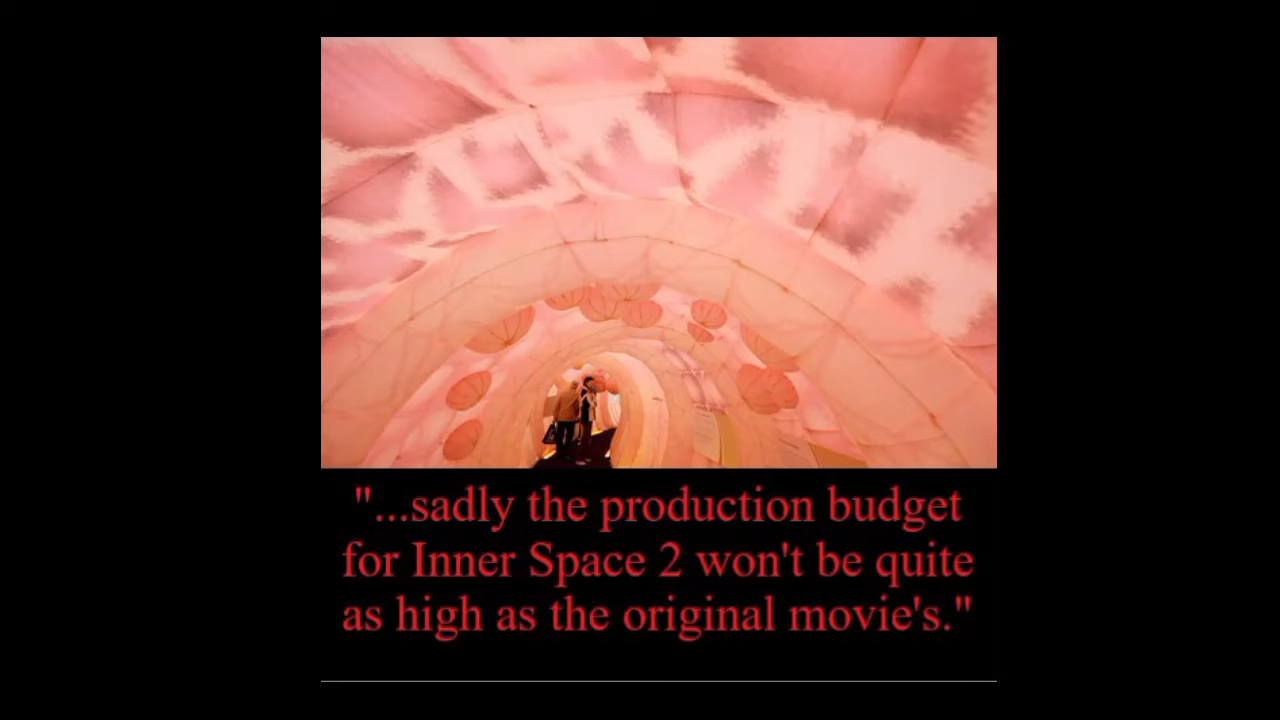 "...sadly the production budget
for Inner Space 2 won't be quite
as high as the original movie's."